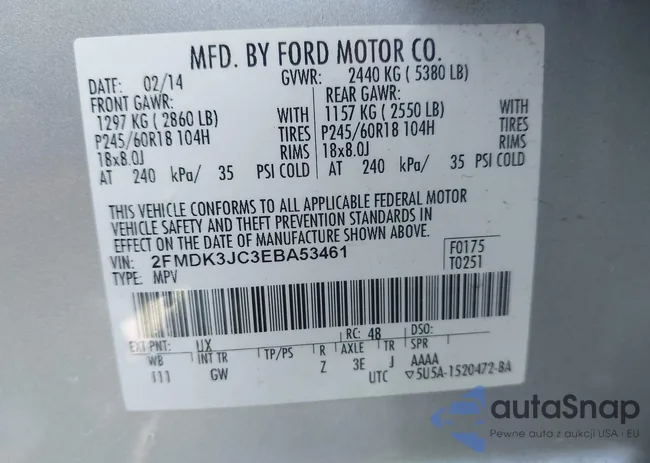 MFD. BY FORD MOTOR CO.
DATE: 02/14 GVWR: 2440 KG ( 5380 LB)
FRONT GAWR: REAR GAWR:
1297 KG ( 2860 LB) WITH 1157 KG ( 2550 LB) WITH
P245/60R18 104H TIRES P245/60R18 104H TIRES
18x8.0J RIMS 18x8.0J RIMS
AT 240 kPa/ 35 PSI COLD AT 240 kPa/ 35 PSI COLD
THIS VEHICLE CONFORMS TO ALL APPLICABLE FEDERAL MOTOR
VEHICLE SAFETY AND THEFT PREVENTION STANDARDS IN
EFFECT ON THE DATE OF MANUFACTURE SHOWN ABOVE.
VIN: 2FMDK3JC3EBA53461 F0175
TYPE: MPV T0251
EXT PNT: UX RC: 48 DSO:
WB INT TR TP/PS R AXLE TR SPR
111 GW Z 3E J AAAA
UTC ▽5U5A-1520472-BA
autaSnap
Pewne auta z aukcji USA · EU